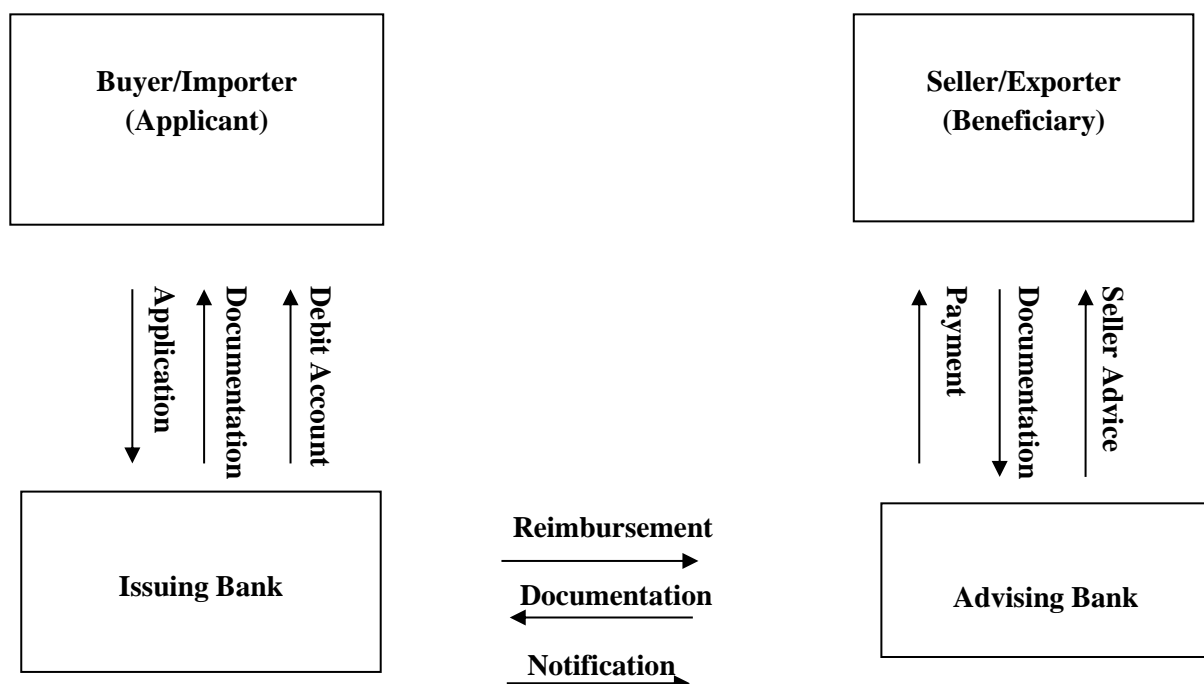 Buyer/Importer
(Applicant)
Seller/Exporter
(Beneficiary)
Application
Documentation
Debit Account
Payment
Documentation
Seller Advice
Issuing Bank
Reimbursement
Documentation
Notification
Advising Bank